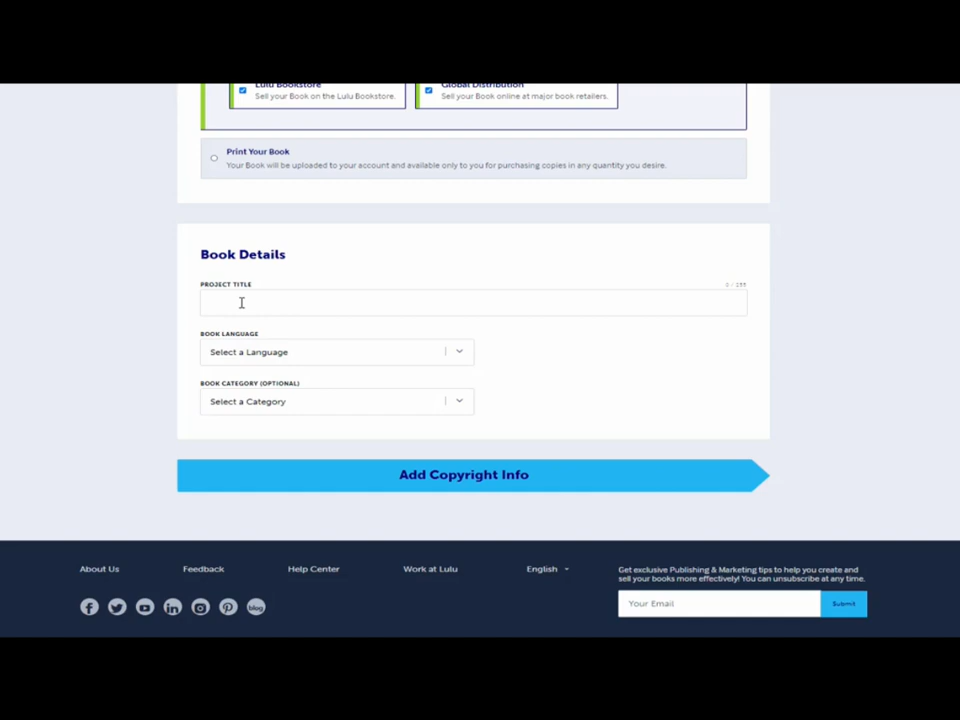 Lulu Bookstore
Sell your Book on the Lulu Bookstore.
Global Distribution
Sell your Book online at major book retailers.
Print Your Book
Your Book will be uploaded to your account and available only to you for purchasing copies in any quantity you desire.
Book Details
PROJECT TITLE
0 / 255
BOOK LANGUAGE
Select a Language
BOOK CATEGORY (OPTIONAL)
Select a Category
Add Copyright Info
About Us
Feedback
Help Center
Work at Lulu
English
Get exclusive Publishing & Marketing tips to help you create and
sell your books more effectively! You can unsubscribe at any time.
blog
Your Email
Submit